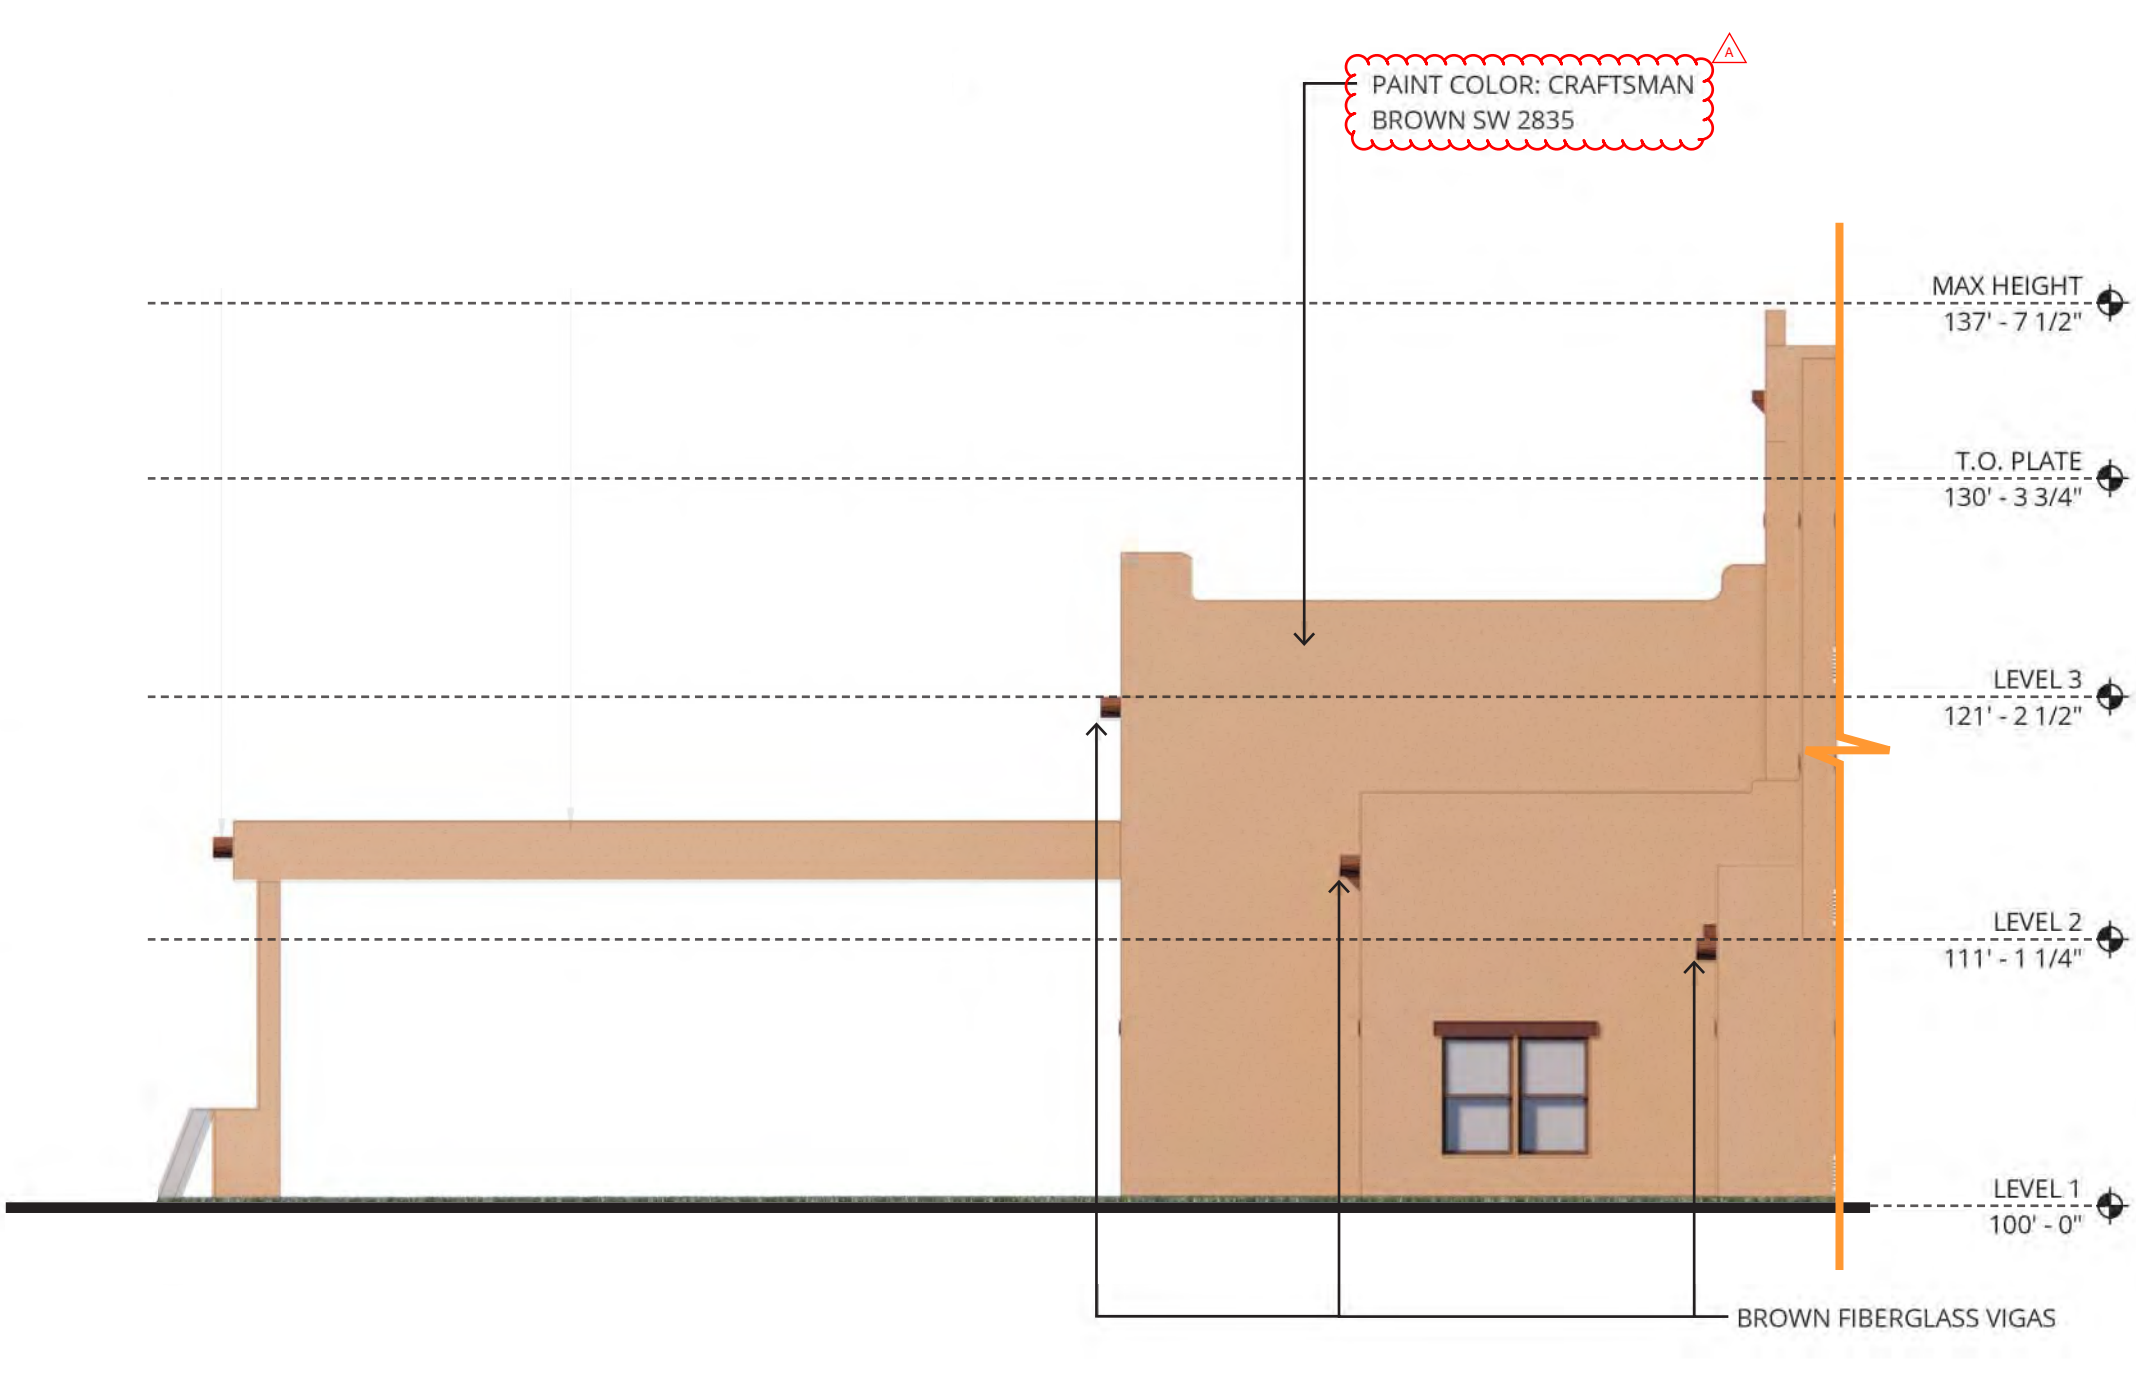 A
PAINT COLOR: CRAFTSMAN
BROWN SW 2835
MAX HEIGHT
137' - 7 1/2"
T.O. PLATE
130' - 3 3/4"
LEVEL 3
121' - 2 1/2"
LEVEL 2
111' - 1 1/4"
LEVEL 1
100' - 0"
BROWN FIBERGLASS VIGAS